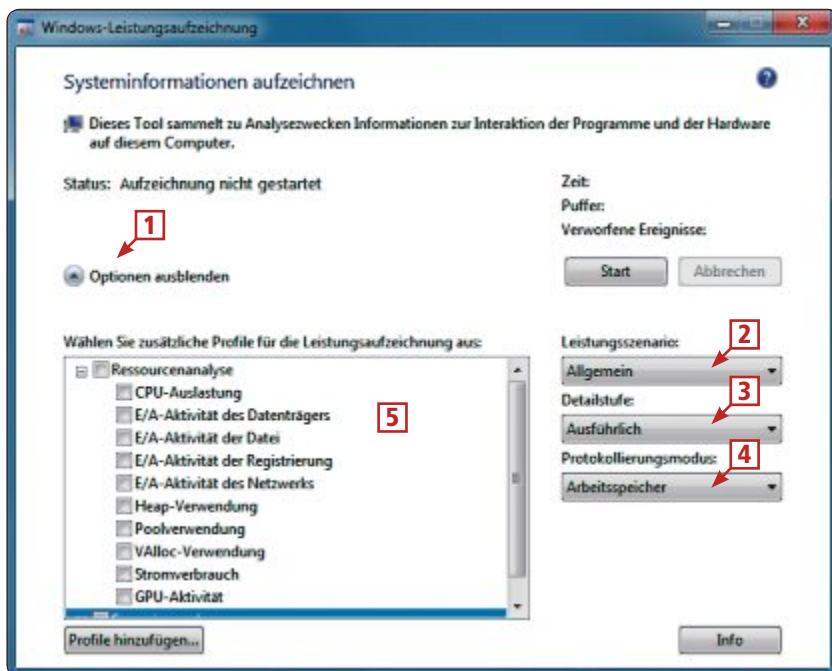 Windows-Leistungsaufzeichnung
Systeminformationen aufzeichnen
Dieses Tool sammelt zu Analysezwecken Informationen zur Interaktion der Programme und der Hardware
auf diesem Computer.
Status: Aufzeichnung nicht gestartet
Zeit:
Puffer:
Verworfene Ereignisse:
1
Optionen ausblenden
Start
Abbrechen
Wählen Sie zusätzliche Profile für die Leistungsaufzeichnung aus:
Ressourcenanalyse
CPU-Auslastung
E/A-Aktivität des Datenträgers
E/A-Aktivität der Datei
E/A-Aktivität der Registrierung
E/A-Aktivität des Netzwerks
Heap-Verwendung
Poolverwendung
VAlloc-Verwendung
Stromverbrauch
GPU-Aktivität
5
Leistungsszenario:
2
Allgemein
Detailstufe:
3
Ausführlich
Protokollierungsmodus:
4
Arbeitsspeicher
Profile hinzufügen...
Info